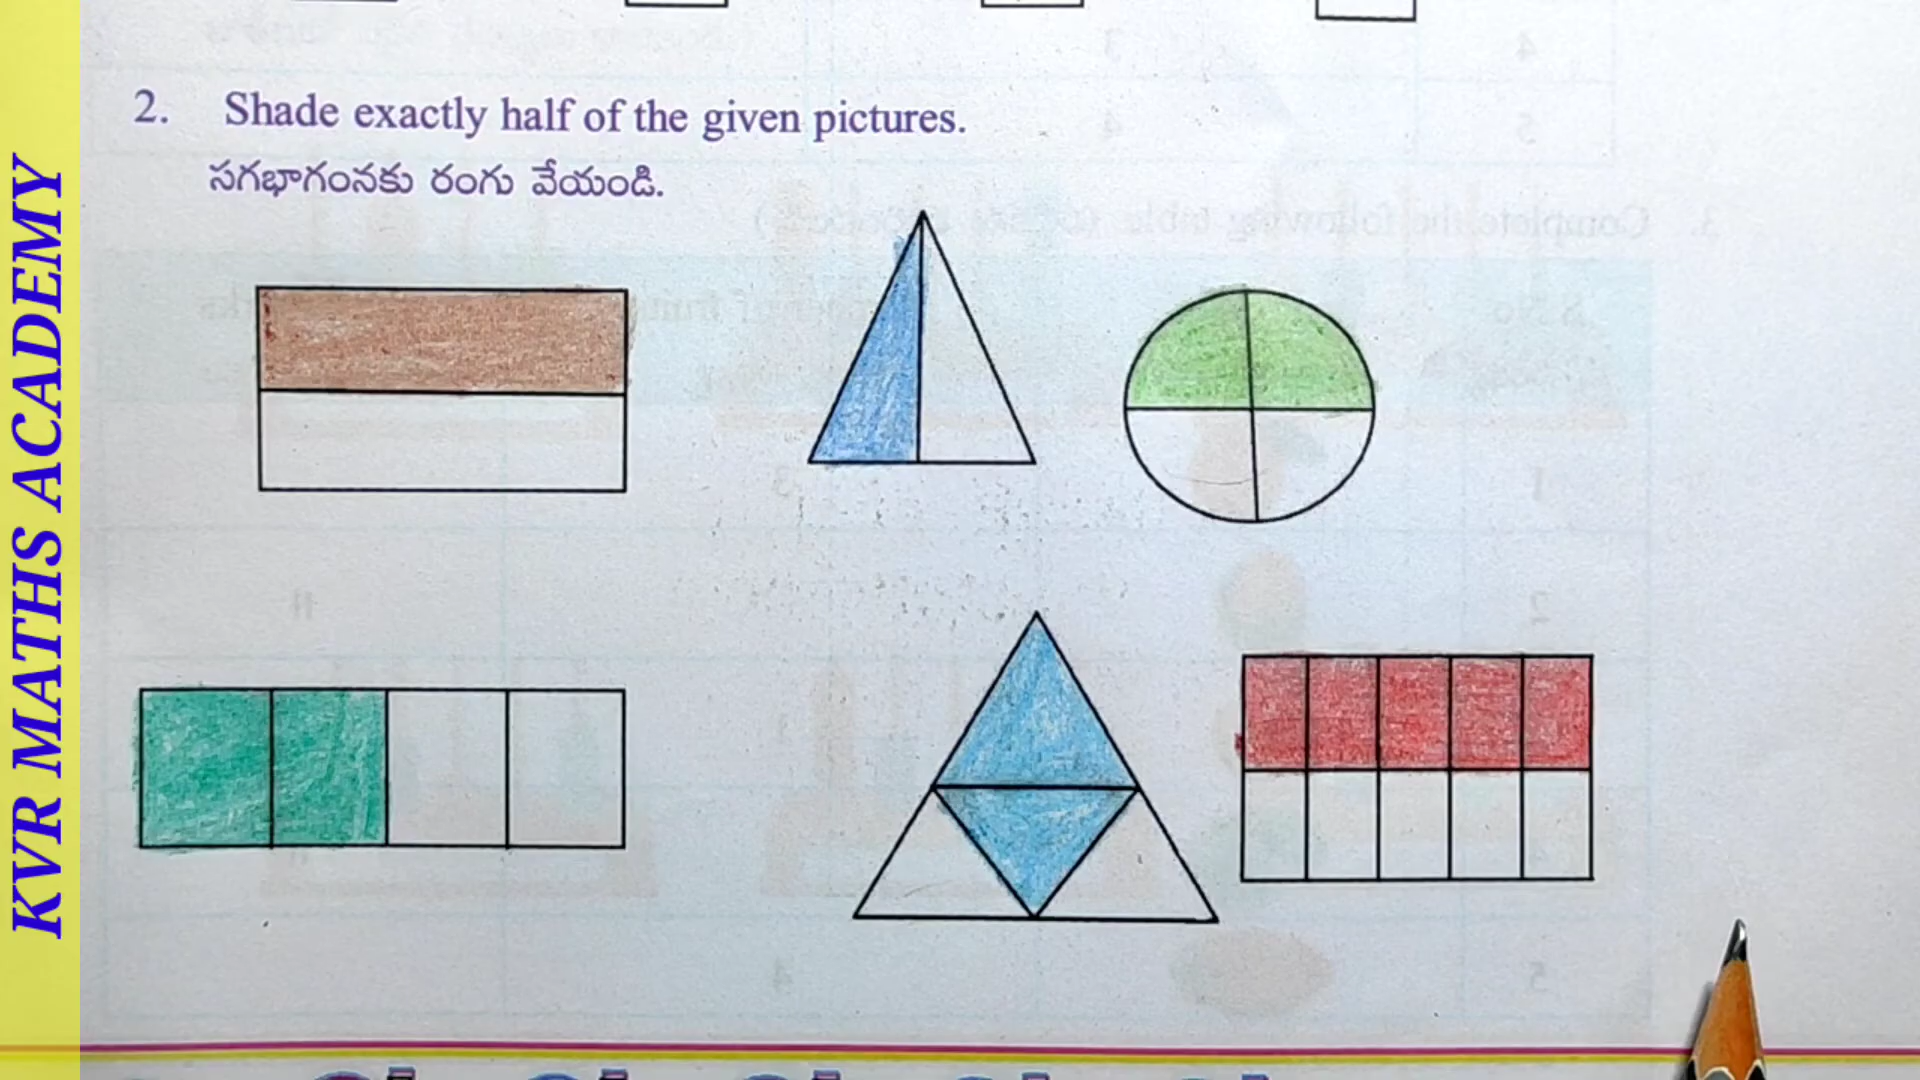 KVR MATHS ACADEMY
2. Shade exactly half of the given pictures.
సగభాగంనకు రంగు వేయండి.